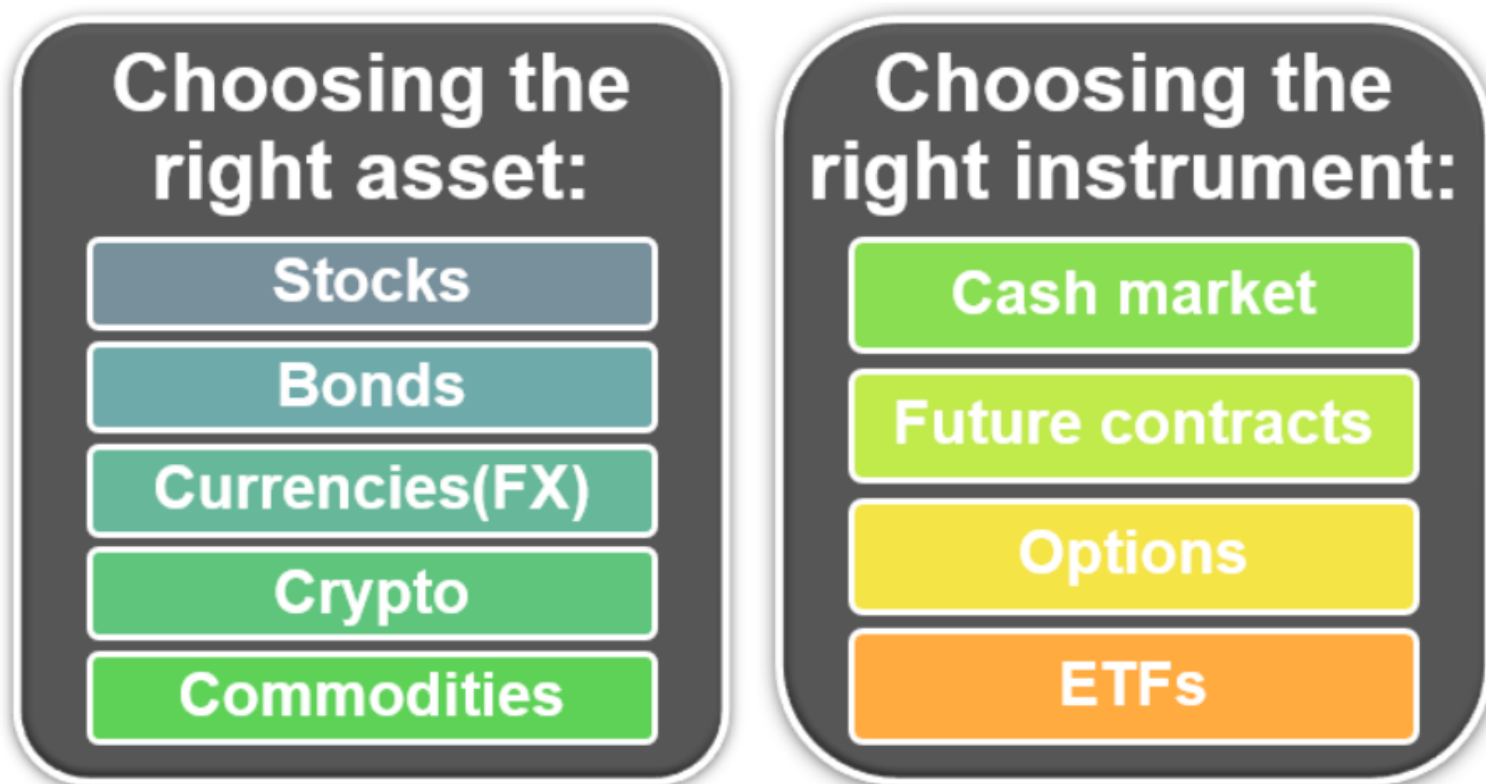 Choosing the
right asset:
Stocks
Bonds
Currencies(FX)
Crypto
Commodities
Choosing the
right instrument:
Cash market
Future contracts
Options
ETFs